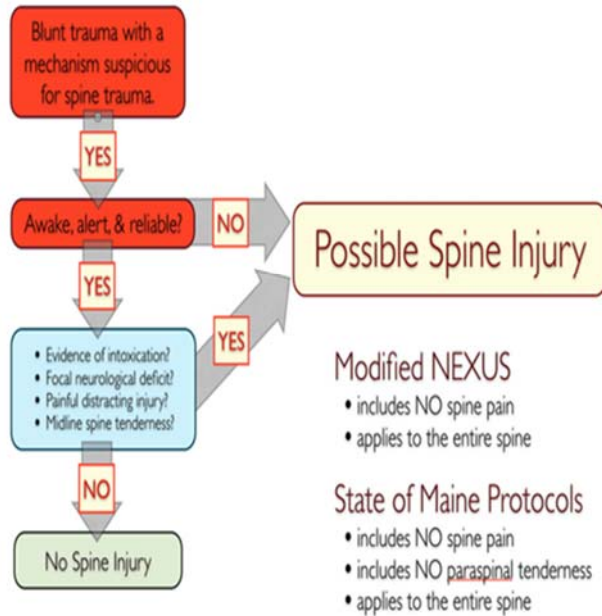 Blunt trauma with a
mechanism suspicious
for spine trauma.
YES
Awake, alert, & reliable?
NO
Possible Spine Injury
YES
YES
• Evidence of intoxication?
• Focal neurological deficit?
• Painful distracting injury?
• Midline spine tenderness?
NO
No Spine Injury
Modified NEXUS
• includes NO spine pain
• applies to the entire spine
State of Maine Protocols
• includes NO spine pain
• includes NO paraspinal tenderness
• applies to the entire spine